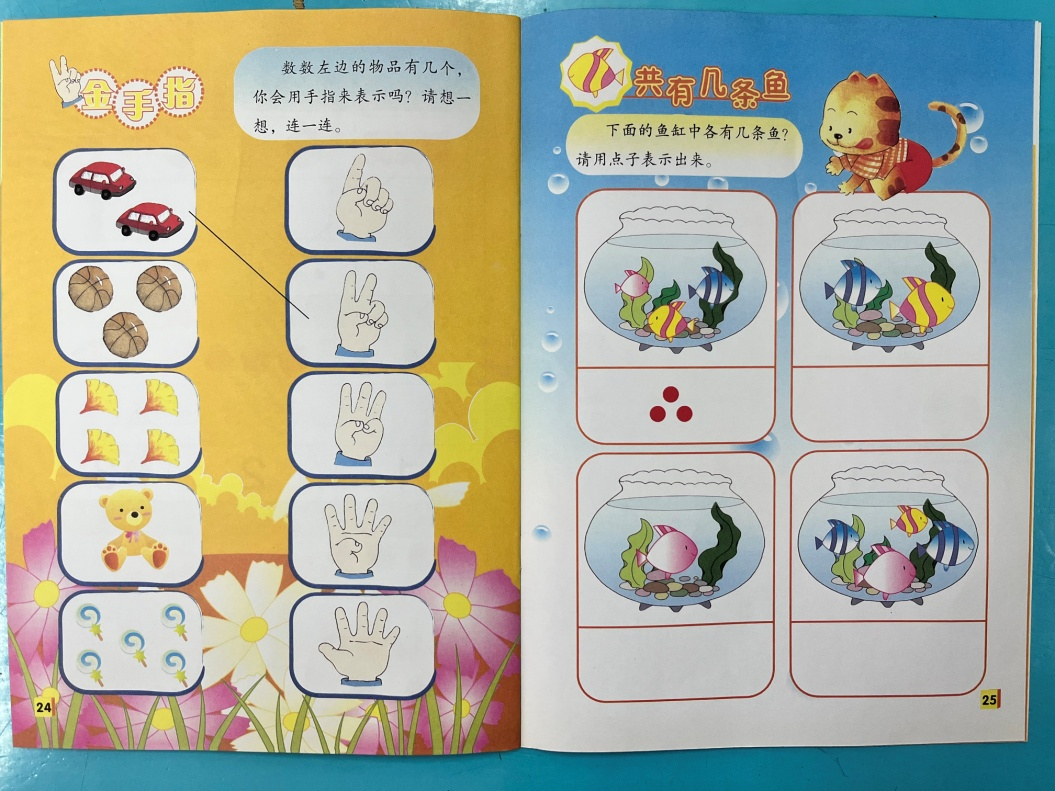 金手指
数数左边的物品有几个，
你会用手指来表示吗？请想一
想，连一连。
24
共有几条鱼
下面的鱼缸中各有几条鱼？
请用点子表示出来。
25